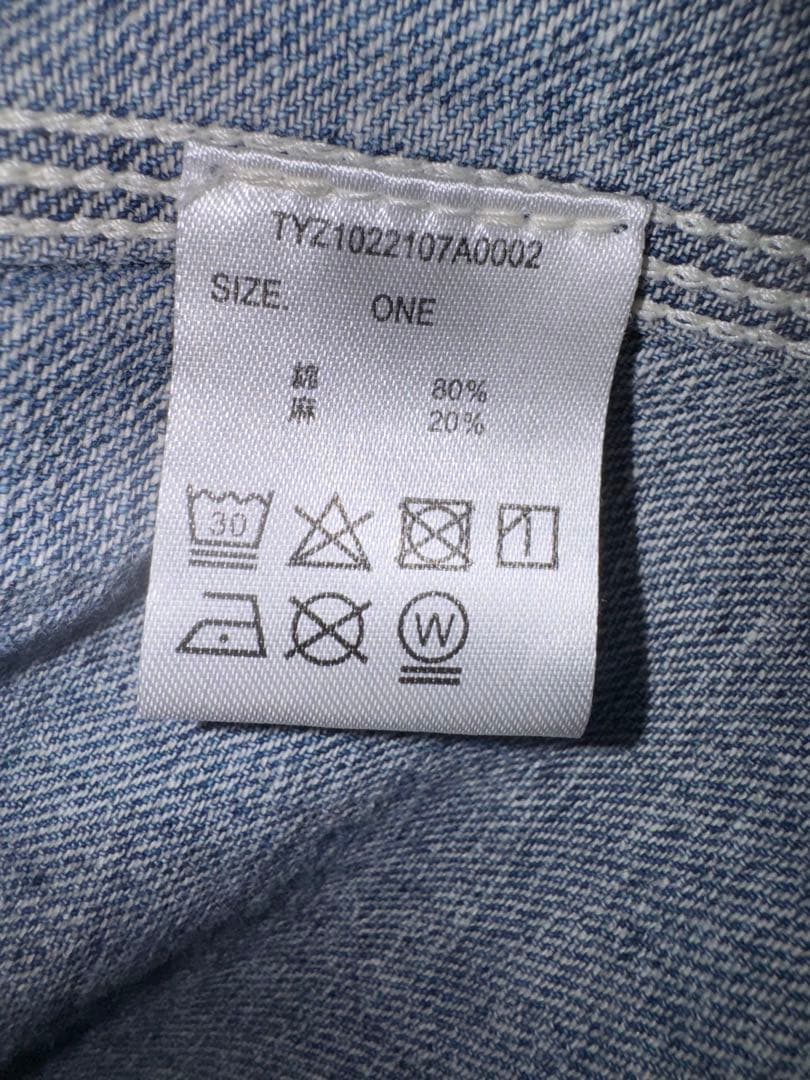 TYZ1022107A0002
SIZE. ONE
綿 80%
麻 20%
30
W